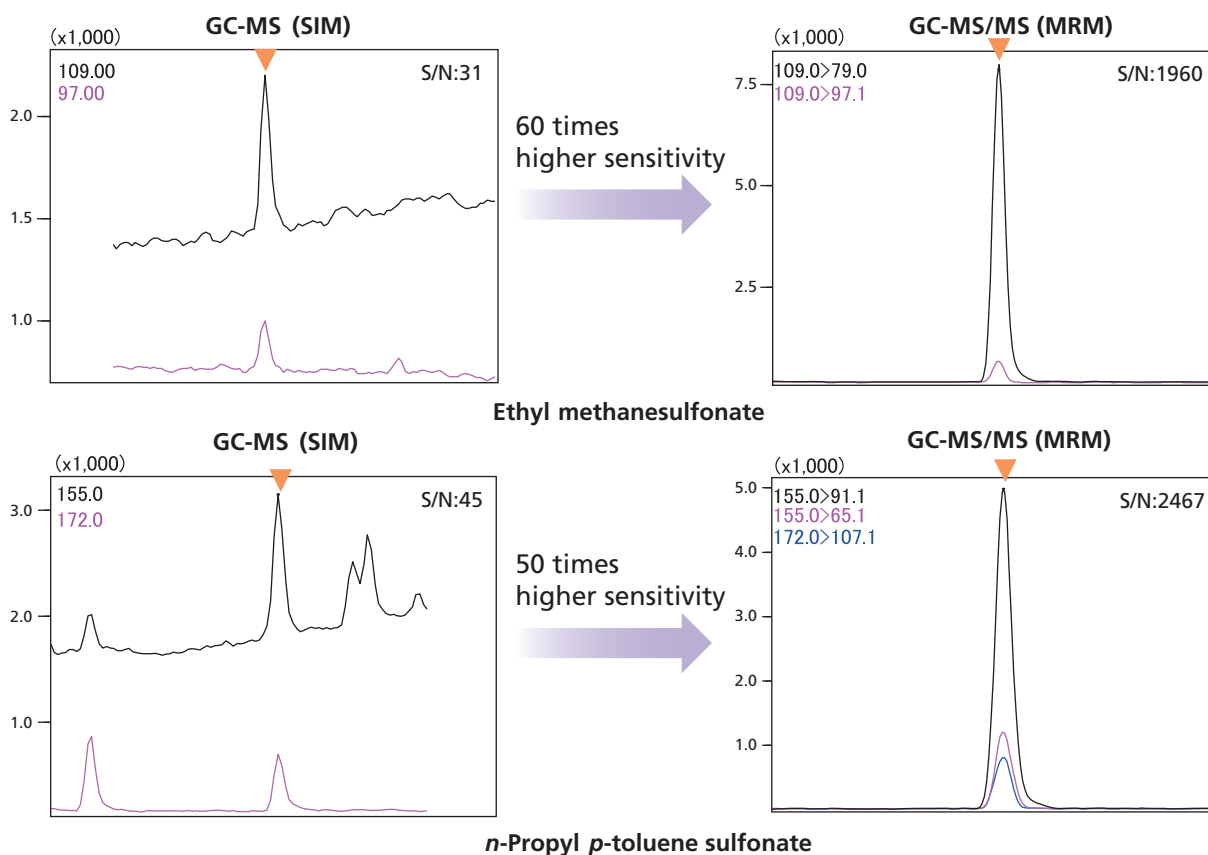 GC-MS (SIM)
(x1,000)
109.00
97.00
S/N:31
2.0
1.5
1.0
60 times
higher sensitivity
GC-MS/MS (MRM)
(x1,000)
109.0>79.0
109.0>97.1
S/N:1960
7.5
5.0
2.5
Ethyl methanesulfonate
GC-MS (SIM)
(x1,000)
155.0
172.0
S/N:45
3.0
2.0
1.0
50 times
higher sensitivity
GC-MS/MS (MRM)
(x1,000)
5.0
155.0>91.1
155.0>65.1
172.0>107.1
S/N:2467
4.0
3.0
2.0
1.0
n-Propyl p-toluene sulfonate